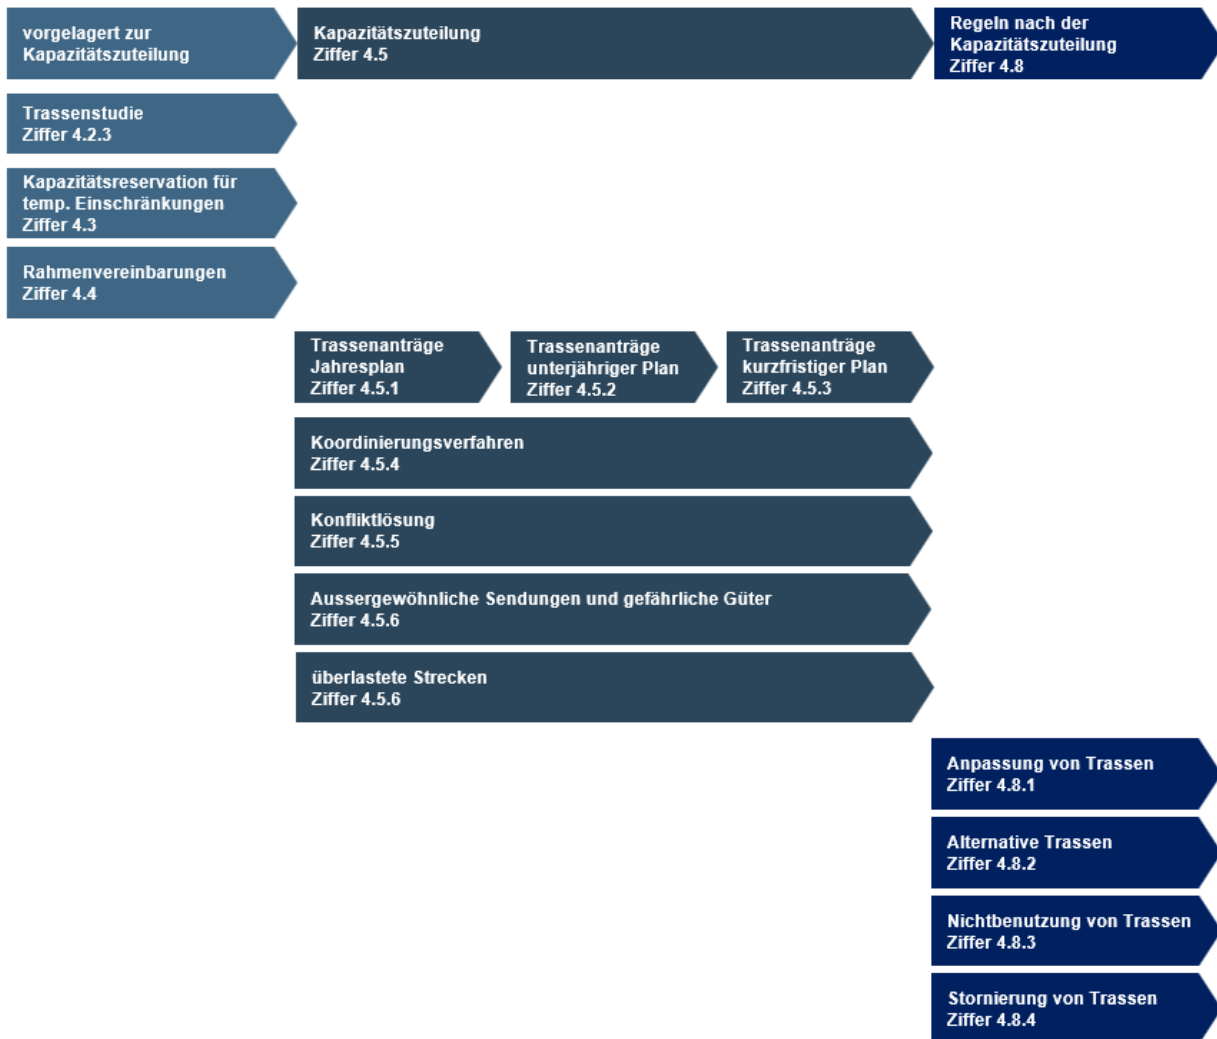 vorgelagert zur
Kapazitätszuteilung
Kapazitätszuteilung
Ziffer 4.5
Regeln nach der
Kapazitätszuteilung
Ziffer 4.8
Trassenstudie
Ziffer 4.2.3
Kapazitätsreservation für
temp. Einschränkungen
Ziffer 4.3
Rahmenvereinbarungen
Ziffer 4.4
Trassenanträge
Jahresplan
Ziffer 4.5.1
Trassenanträge
unterjähriger Plan
Ziffer 4.5.2
Trassenanträge
kurzfristiger Plan
Ziffer 4.5.3
Koordinierungsverfahren
Ziffer 4.5.4
Konfliktlösung
Ziffer 4.5.5
Aussergewöhnliche Sendungen und gefährliche Güter
Ziffer 4.5.6
überlastete Strecken
Ziffer 4.5.6
Anpassung von Trassen
Ziffer 4.8.1
Alternative Trassen
Ziffer 4.8.2
Nichtbenutzung von Trassen
Ziffer 4.8.3
Stornierung von Trassen
Ziffer 4.8.4